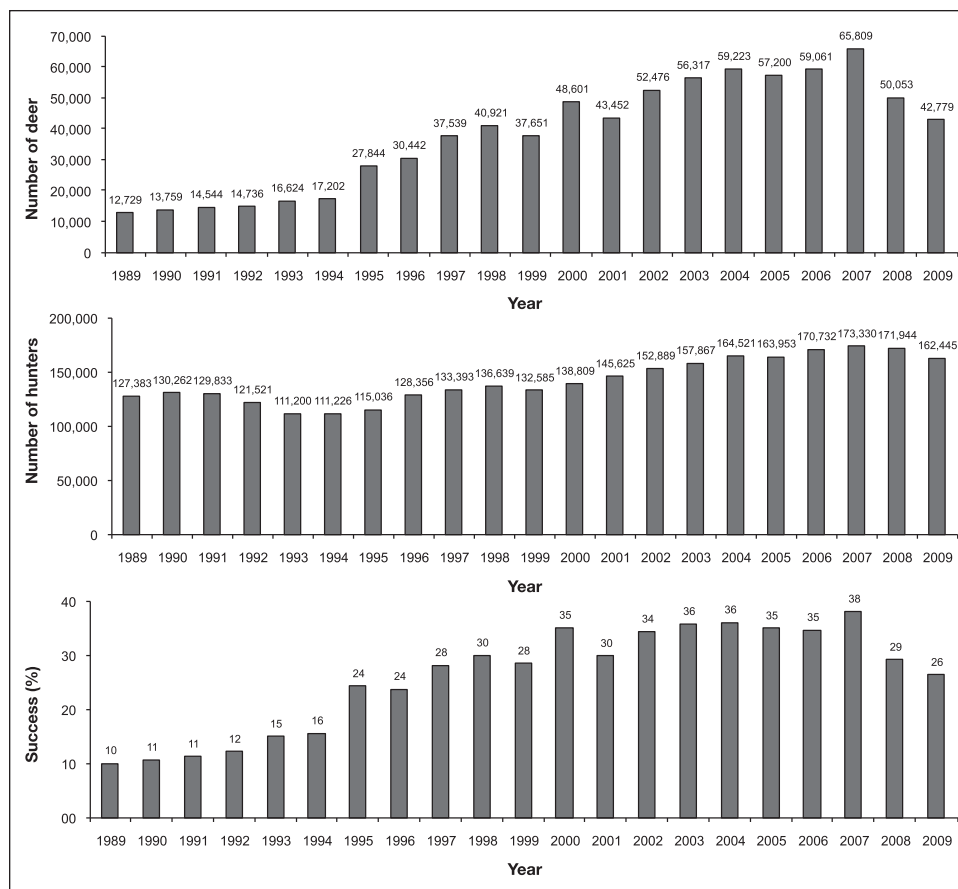 Number of deer
70,000
60,000
50,000
40,000
30,000
20,000
10,000
0
12,729 13,759 14,544 14,736 16,624 17,202 27,844 30,442 37,539 40,921 37,651 48,601 43,452 52,476 56,317 59,223 57,200 59,061 65,809 50,053 42,779
1989 1990 1991 1992 1993 1994 1995 1996 1997 1998 1999 2000 2001 2002 2003 2004 2005 2006 2007 2008 2009
Year
Number of hunters
200,000
150,000
100,000
50,000
0
127,383 130,262 129,833 121,521 111,200 111,226 115,036 128,356 133,393 136,639 132,585 138,809 145,625 152,889 157,867 164,521 163,953 170,732 173,330 171,944 162,445
1989 1990 1991 1992 1993 1994 1995 1996 1997 1998 1999 2000 2001 2002 2003 2004 2005 2006 2007 2008 2009
Year
Success (%)
40
30
20
10
00
10 11 11 12 15 16 24 24 28 30 28 35 30 34 36 36 35 35 38 29 26
1989 1990 1991 1992 1993 1994 1995 1996 1997 1998 1999 2000 2001 2002 2003 2004 2005 2006 2007 2008 2009
Year